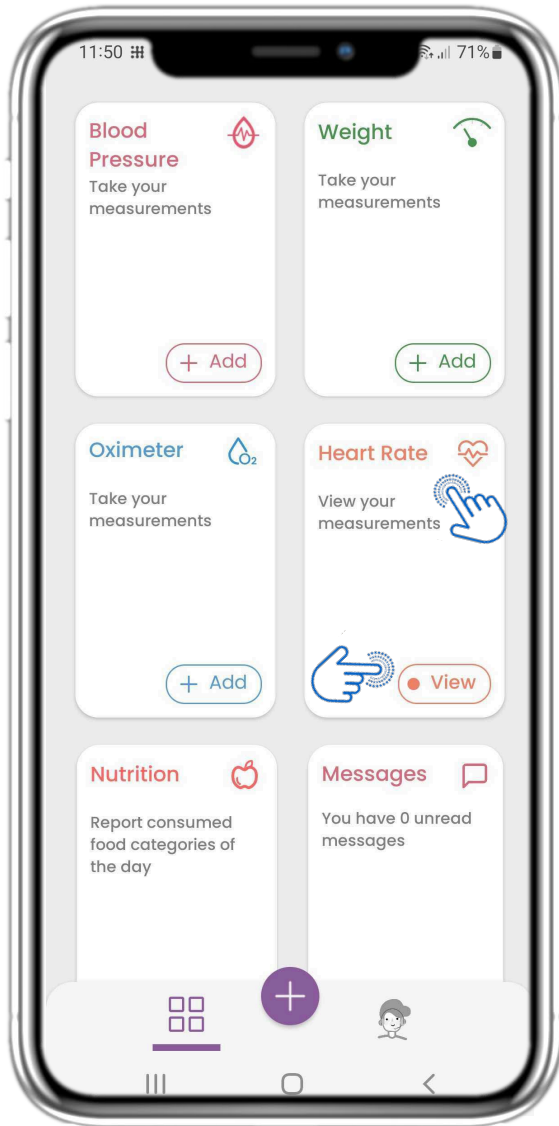 11:50
71%
Blood
Pressure
Take your
measurements
+ Add
Weight
Take your
measurements
+ Add
Oximeter
O2
Take your
measurements
+ Add
Heart Rate
View your
measurements
View
Nutrition
Report consumed
food categories of
the day
Messages
You have 0 unread
messages